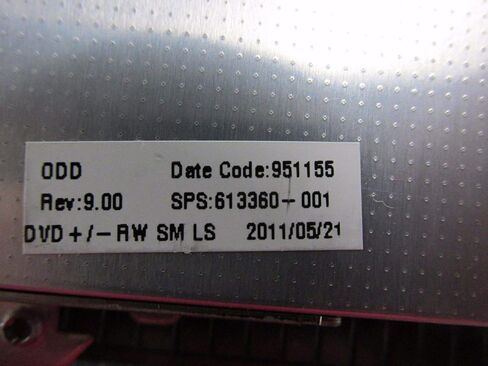 ODD Date Code:951155
Rev:9.00 SPS:613360-001
DVD+/-RW SM LS 2011/05/21